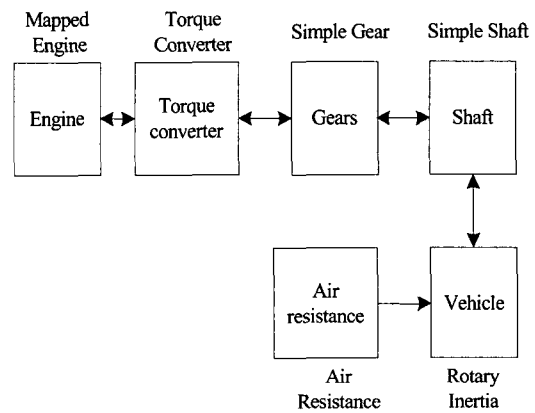 Mapped
Engine
Torque
Converter
Simple Gear
Simple Shaft
Engine
Torque
converter
Gears
Shaft
Air
resistance
Vehicle
Air
Resistance
Rotary
Inertia